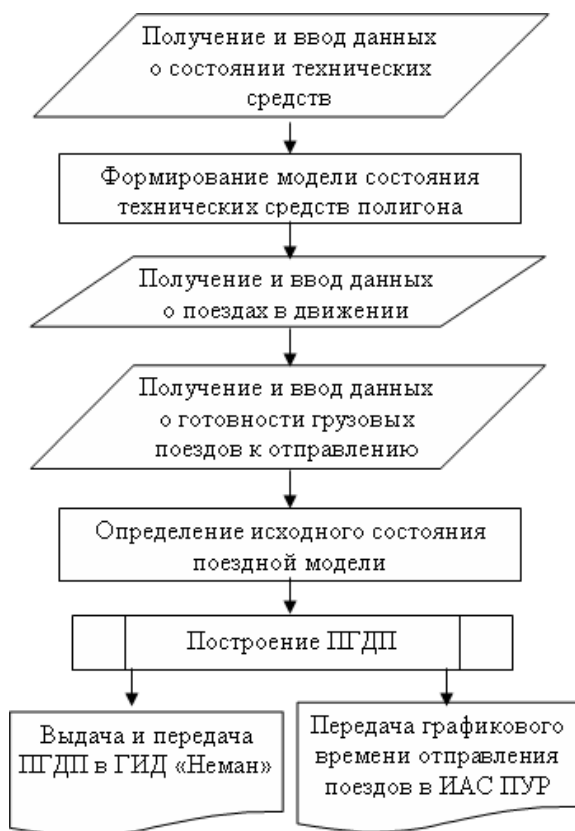 Получение и ввод данных
о состоянии технических
средств
Формирование модели состояния
технических средств полигона
Получение и ввод данных
о поездах в движении
Получение и ввод данных
о готовности грузовых
поездов к отправлению
Определение исходного состояния
поездной модели
Построение ПГДП
Выдача и передача
ПГДП в ГИД «Неман»
Передача графикового
времени отправления
поездов в ИАС ПУР